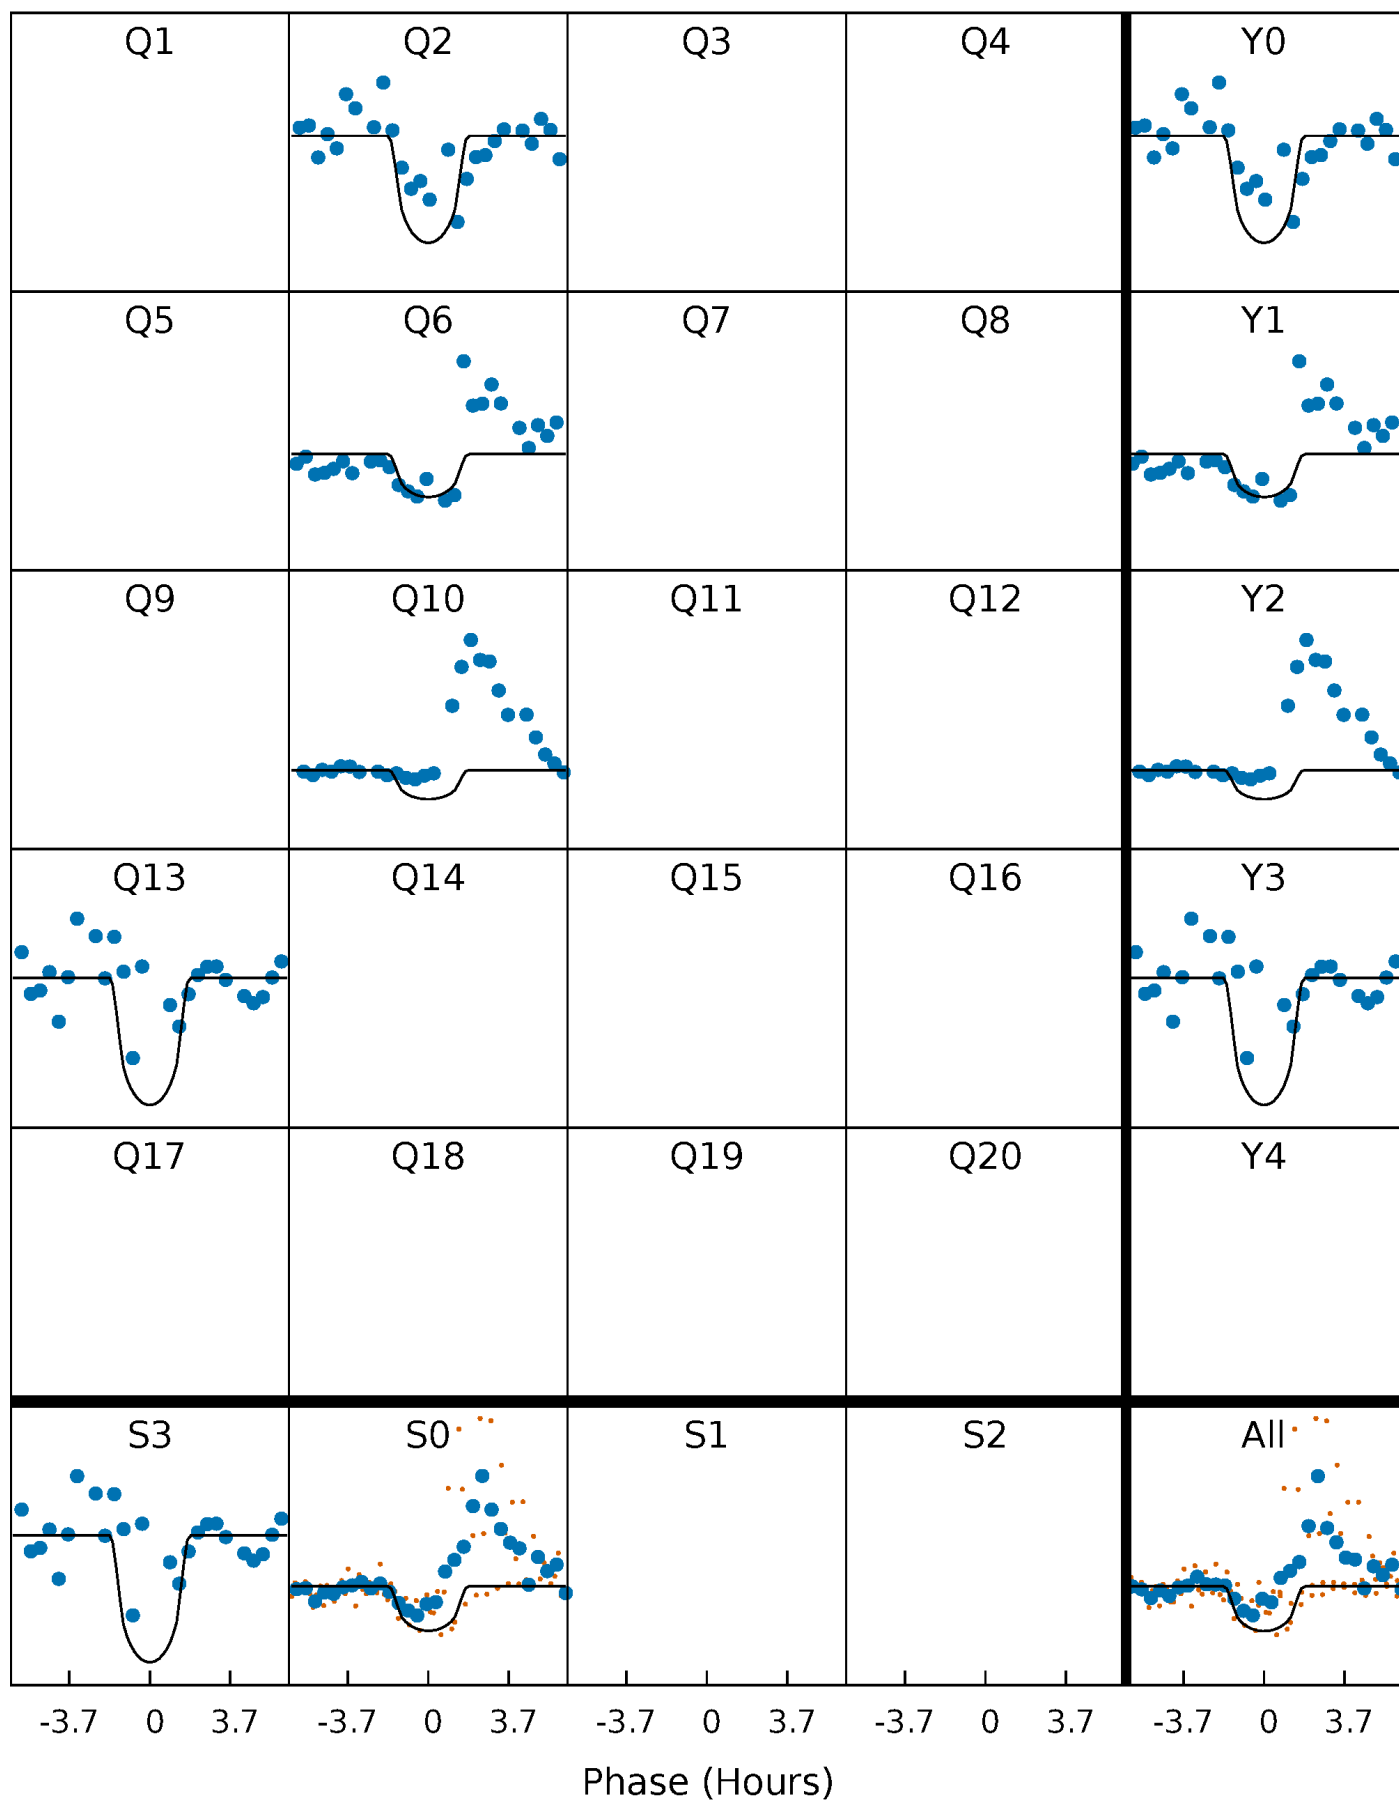 Q1 Q2 Q3 Q4 Y0
Q5 Q6 Q7 Q8 Y1
Q9 Q10 Q11 Q12 Y2
Q13 Q14 Q15 Q16 Y3
Q17 Q18 Q19 Q20 Y4
S3 S0 S1 S2 All
-3.7 0 3.7 -3.7 0 3.7 -3.7 0 3.7 -3.7 0 3.7 -3.7 0 3.7
Phase (Hours)